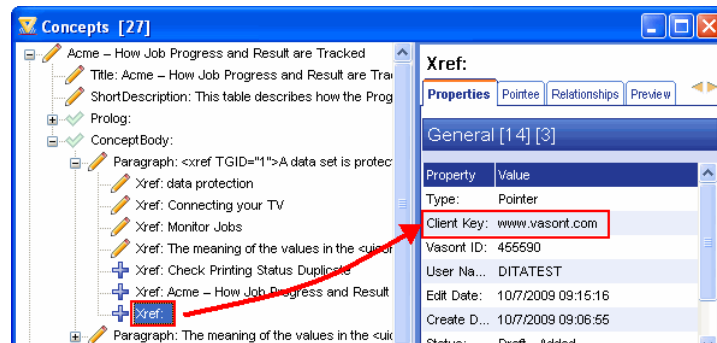 Concepts [27]
Acme – How Job Progress and Result are Tracked
Title: Acme – How Job Progress and Result are Tra
ShortDescription: This table describes how the Prog
Prolog:
ConceptBody:
Paragraph: <xref TGID="1">A data set is protec
Xref: data protection
Xref: Connecting your TV
Xref: Monitor Jobs
Xref: The meaning of the values in the <uicon
Xref: Check Printing Status Duplicate
Xref: Acme – How Job Progress and Result
Xref:
Paragraph: The meaning of the values in the <uic
Xref:
Properties Pointee Relationships Preview
General [14] [3]
Property Value
Type: Pointer
Client Key: www.vasont.com
Vasont ID: 455590
User Na... DITATEST
Edit Date: 10/7/2009 09:15:16
Create D... 10/7/2009 09:06:55
Status: Draft - Added